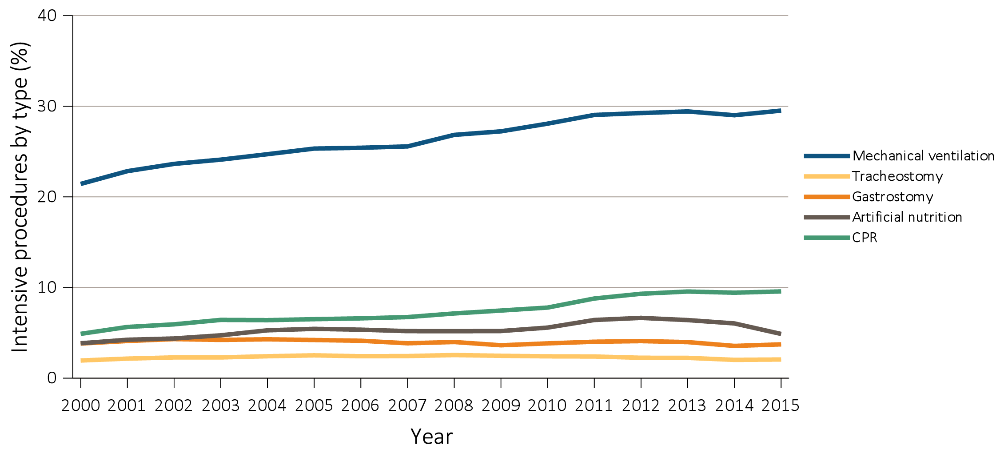 Intensive procedures by type (%)
40
30
20
10
0
2000 2001 2002 2003 2004 2005 2006 2007 2008 2009 2010 2011 2012 2013 2014 2015
Year
Mechanical ventilation
Tracheostomy
Gastrostomy
Artificial nutrition
CPR